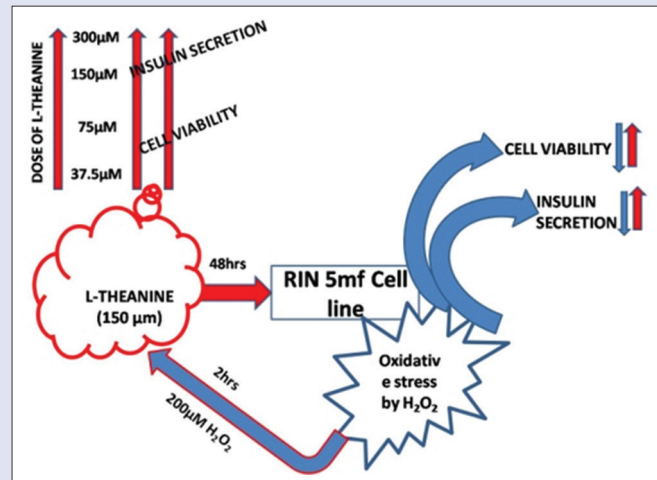 300µM
150µM
75µM
37.5µM
DOSE OF L-THEANINE
INSULIN SECRETION
CELL VIABILITY
L-THEANINE
(150 µm)
48hrs
RIN 5mf Cell
line
CELL VIABILITY
INSULIN
SECRETION
Oxidativ
e stress
by H₂O₂
2hrs
200µM H₂O₂